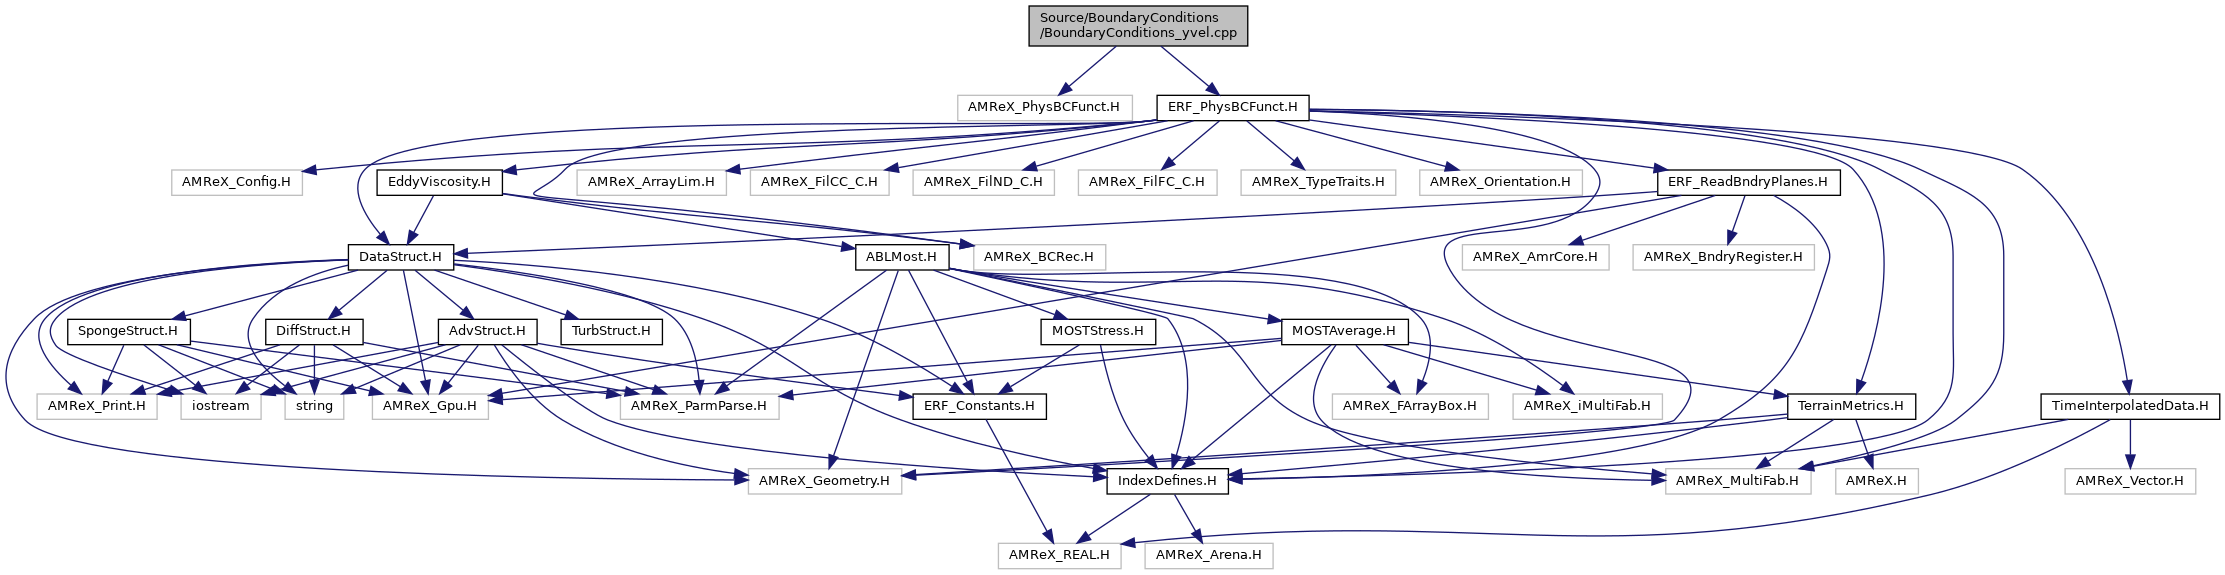 Source/BoundaryConditions
/BoundaryConditions_yvel.cpp
AMReX_PhysBCFunct.H
ERF_PhysBCFunct.H
AMReX_Config.H
EddyViscosity.H
AMReX_ArrayLim.H
AMReX_FilCC_C.H
AMReX_FilND_C.H
AMReX_FilFC_C.H
AMReX_TypeTraits.H
AMReX_Orientation.H
ERF_ReadBndryPlanes.H
DataStruct.H
ABLMost.H
AMReX_BCRec.H
AMReX_AmrCore.H
AMReX_BndryRegister.H
SpongeStruct.H
DiffStruct.H
AdvStruct.H
TurbStruct.H
MOSTStress.H
MOSTAverage.H
AMReX_Print.H
iostream
string
AMReX_Gpu.H
AMReX_ParmParse.H
ERF_Constants.H
AMReX_FArrayBox.H
AMReX_iMultiFab.H
TerrainMetrics.H
TimeInterpolatedData.H
AMReX_Geometry.H
IndexDefines.H
AMReX_MultiFab.H
AMReX.H
AMReX_Vector.H
AMReX_REAL.H
AMReX_Arena.H